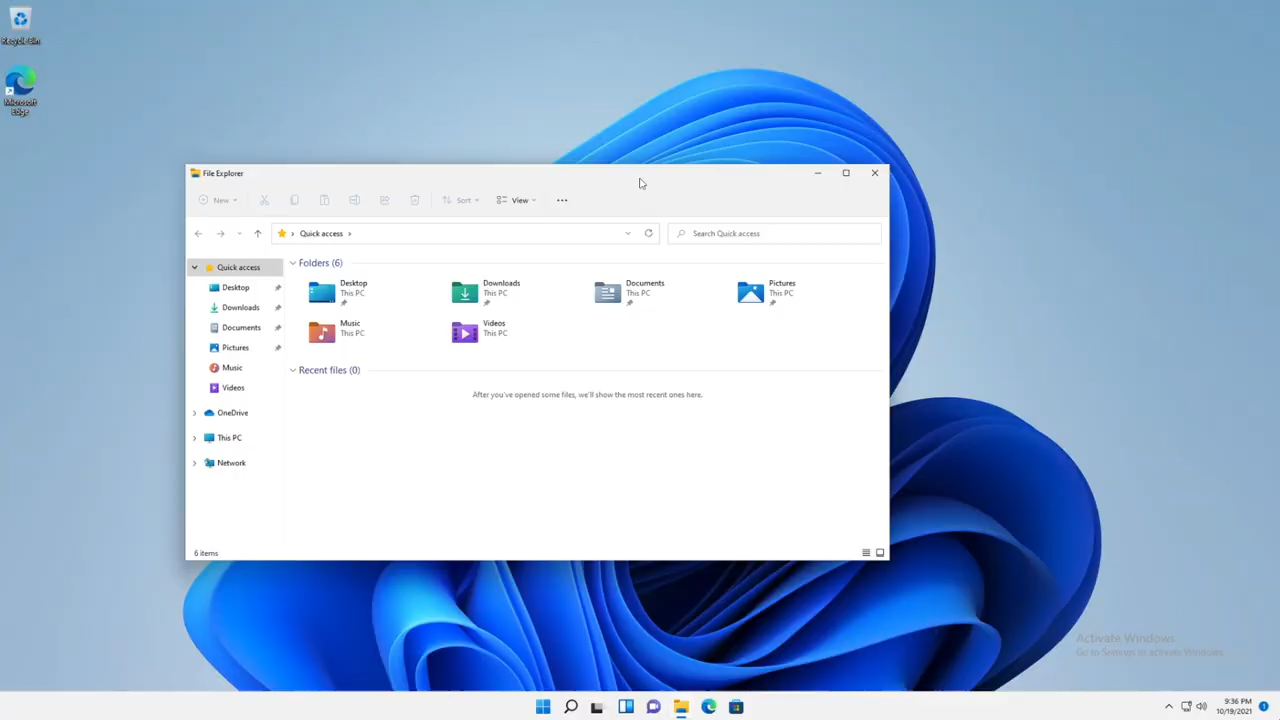 Recycle Bin
Microsoft
Edge
File Explorer
New
Sort
View
Quick access
Search Quick access
Quick access
Desktop
Downloads
Documents
Pictures
Music
Videos
OneDrive
This PC
Network
Folders (6)
Desktop
This PC
Downloads
This PC
Documents
This PC
Pictures
This PC
Music
This PC
Videos
This PC
Recent files (0)
After you've opened some files, we'll show the most recent ones here.
6 items
Activate Windows
Go to Settings to activate Windows.
9:36 PM
10/19/2021
1